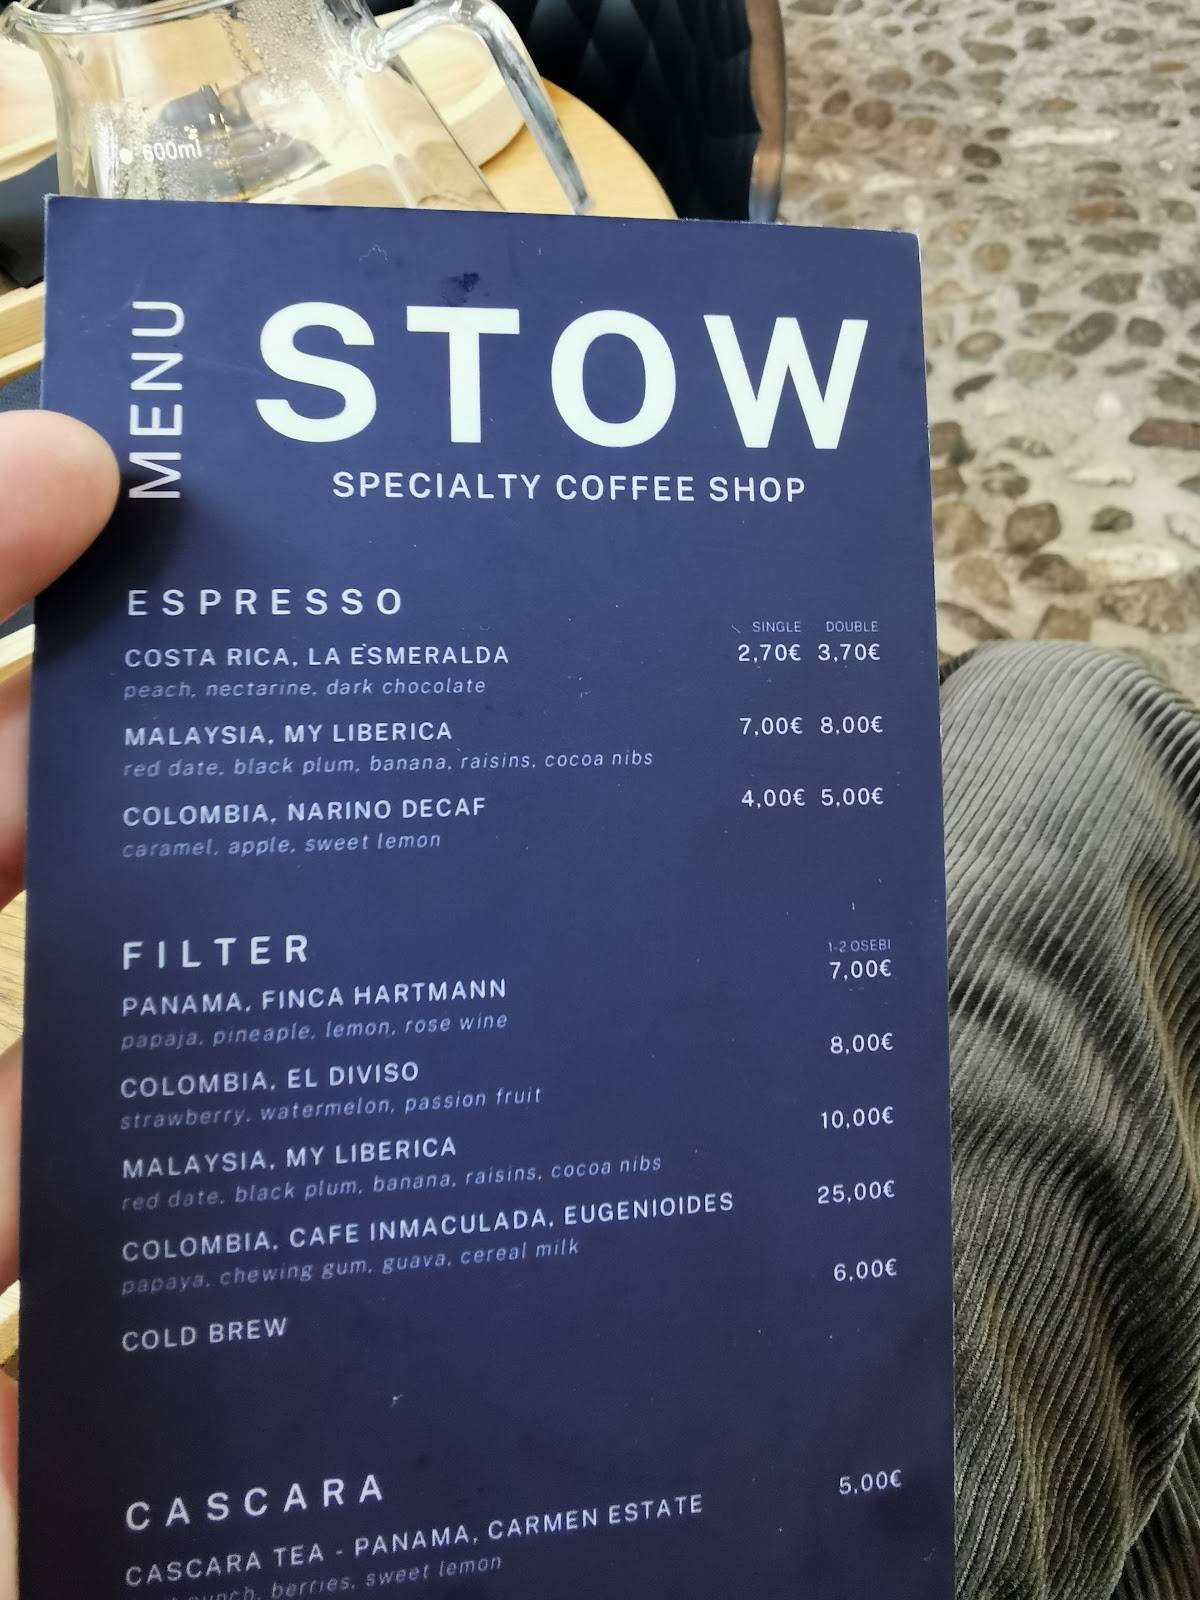 600ml
MENU
STOW
SPECIALTY COFFEE SHOP
ESPRESSO
SINGLE DOUBLE
COSTA RICA, LA ESMERALDA 2,70€ 3,70€
peach, nectarine, dark chocolate
MALAYSIA, MY LIBERICA 7,00€ 8,00€
red date, black plum, banana, raisins, cocoa nibs
COLOMBIA, NARINO DECAF 4,00€ 5,00€
caramel, apple, sweet lemon
FILTER
1-2 OSEBI
PANAMA, FINCA HARTMANN 7,00€
papaja, pineaple, lemon, rose wine
COLOMBIA, EL DIVISO 8,00€
strawberry, watermelon, passion fruit
MALAYSIA, MY LIBERICA 10,00€
red date, black plum, banana, raisins, cocoa nibs
COLOMBIA, CAFE INMACULADA, EUGENIOIDES 25,00€
papaya, chewing gum, guava, cereal milk
COLD BREW 6,00€
CASCARA
CASCARA TEA - PANAMA, CARMEN ESTATE 5,00€
punch, berries, sweet lemon